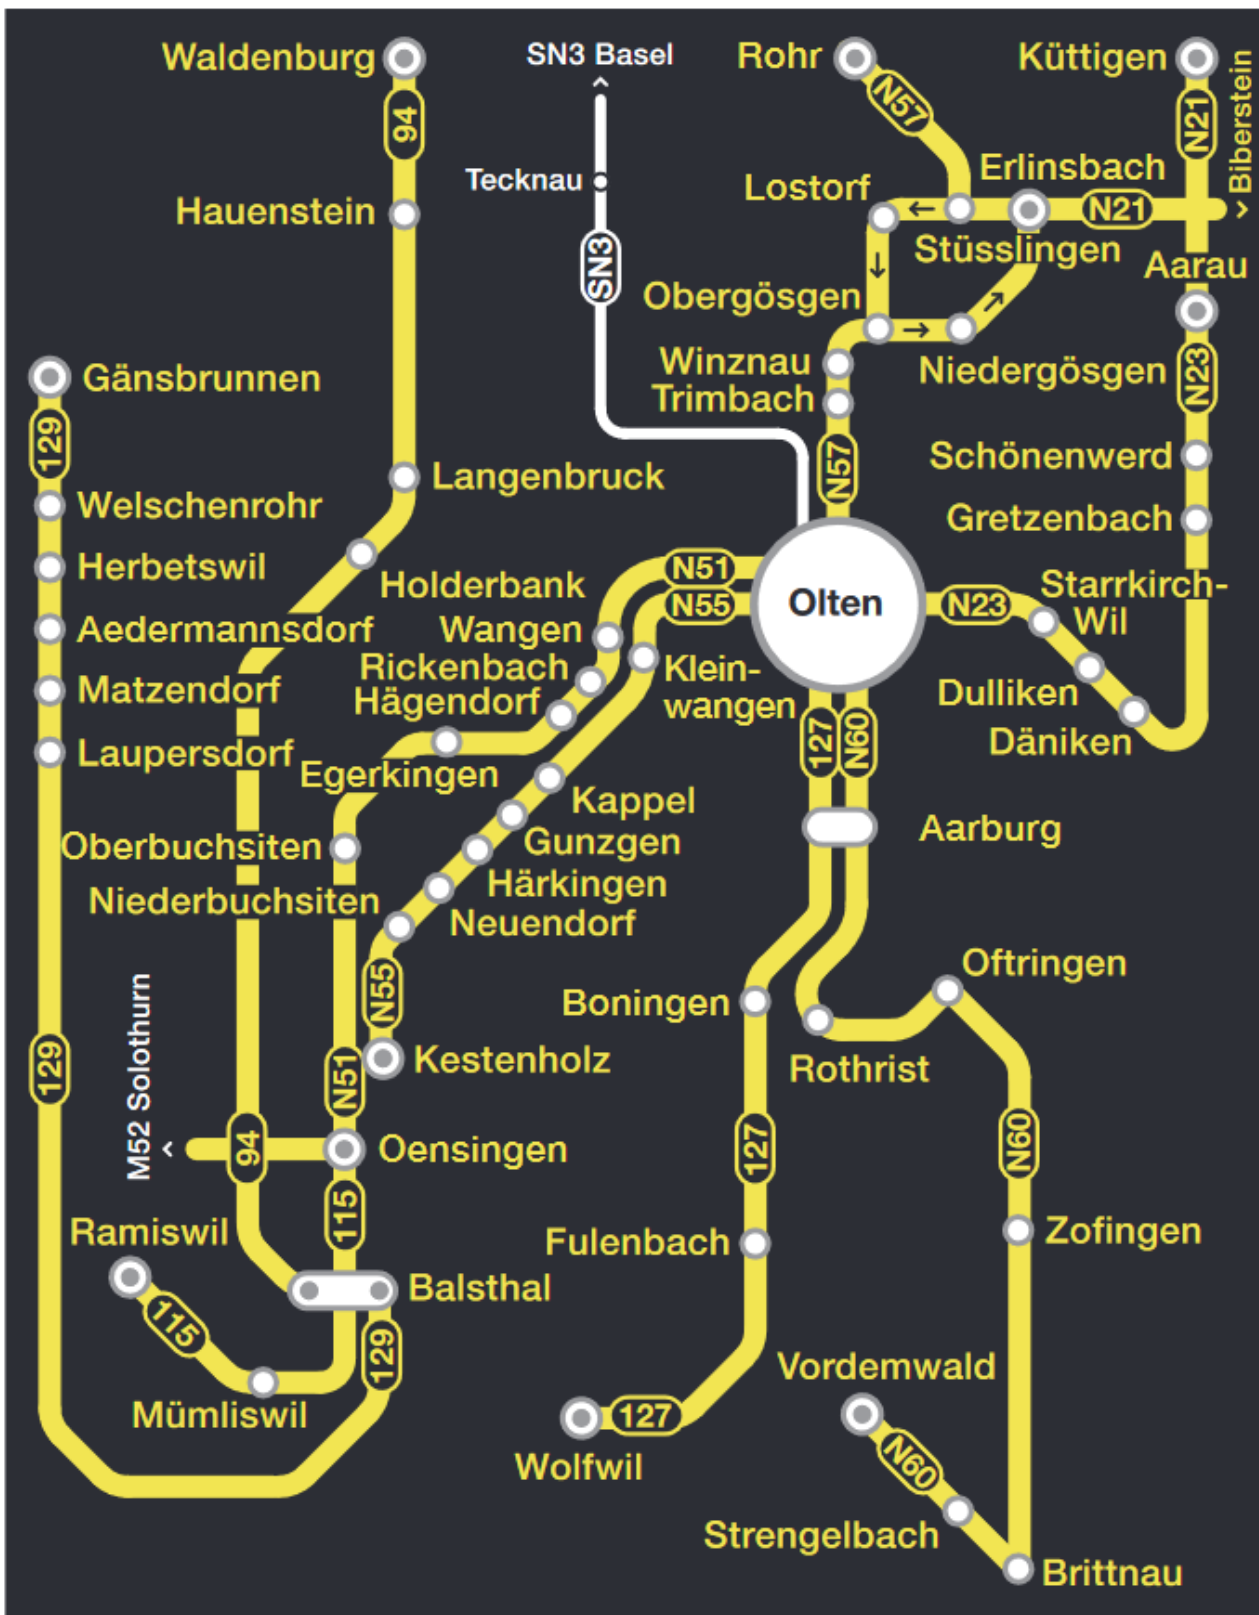 Waldenburg
SN3 Basel
Rohr
Küttigen
94
N57
N21
Biberstein
Tecknau
Erlinsbach
Hauenstein
Lostorf
N21
Stüsslingen
Aarau
SN3
Obergösgen
Winznau
Niedergösgen
N23
Gänsbrunnen
Trimbach
129
N57
Schönenwerd
Langenbruck
Welschenrohr
Gretzenbach
Herbetswil
Holderbank
N51
N55
Olten
N23
Starrkirch-
Wil
Aedermannsdorf
Wangen
Rickenbach
Klein-
wangen
Matzendorf
Hägendorf
Dulliken
Däniken
Laupersdorf
Egerkingen
127
N60
Kappel
Oberbuchsiten
Gunzgen
Aarburg
Härkingen
Niederbuchsiten
Neuendorf
Oftringen
N55
Boningen
M52 Solothurn
129
N51
Kestenholz
Rothrist
94
Oensingen
127
N60
115
Ramiswil
Fulenbach
Zofingen
Balsthal
115
129
Vordemwald
Mümliswil
127
Wolfwil
N60
Strengelbach
Brittnau